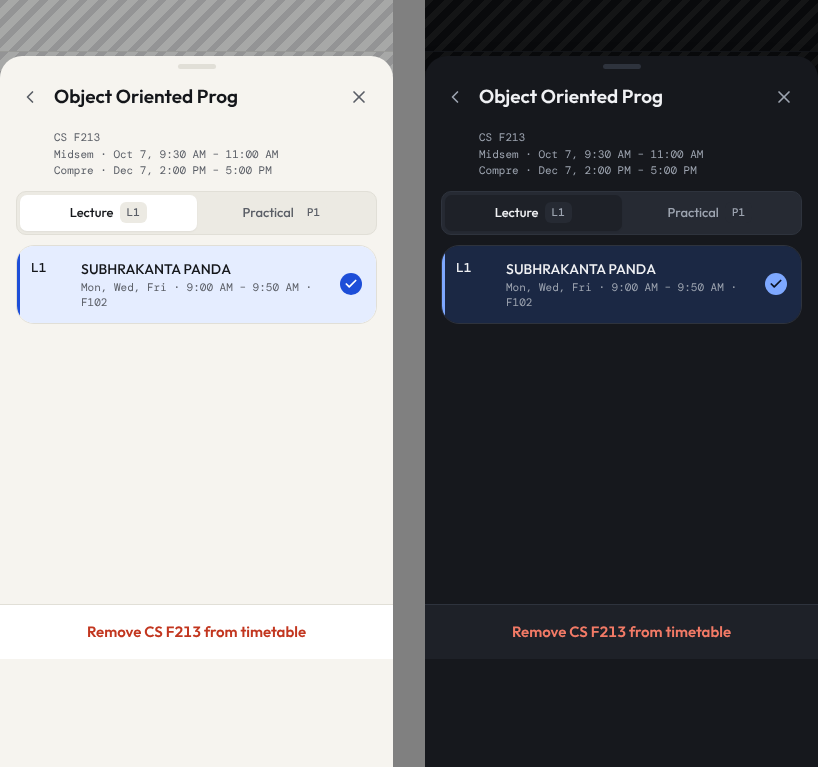 Object Oriented Prog
CS F213
Midsem · Oct 7, 9:30 AM – 11:00 AM
Compre · Dec 7, 2:00 PM – 5:00 PM
Lecture L1 Practical P1
L1 SUBHRAKANTA PANDA
Mon, Wed, Fri · 9:00 AM – 9:50 AM ·
F102
Remove CS F213 from timetable
Object Oriented Prog
CS F213
Midsem · Oct 7, 9:30 AM – 11:00 AM
Compre · Dec 7, 2:00 PM – 5:00 PM
Lecture L1 Practical P1
L1 SUBHRAKANTA PANDA
Mon, Wed, Fri · 9:00 AM – 9:50 AM ·
F102
Remove CS F213 from timetable